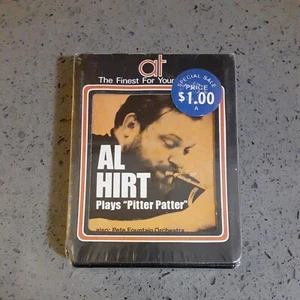 at
The Finest For Your
SPECIAL SALE
PRICE
$1.00
A
AL
HIRT
Plays "Pitter Patter"
also: Pete Fountain Orchestra